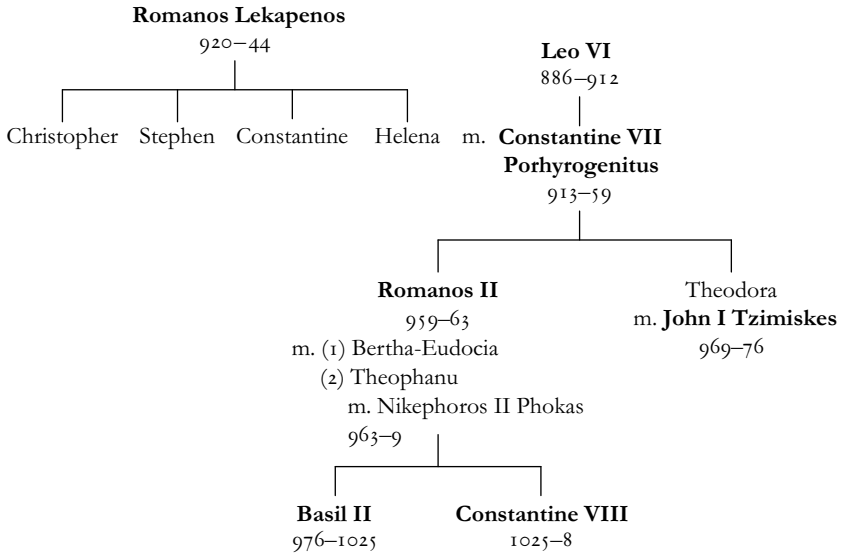 Romanos Lekapenos
920–44
Leo VI
886–912
Christopher Stephen Constantine Helena m. Constantine VII
Porhyrogenitus
913–59
Romanos II
959–63
m. (1) Bertha-Eudocia
(2) Theophanu
m. Nikephoros II Phokas
963–9
Theodora
m. John I Tzimiskes
969–76
Basil II
976–1025
Constantine VIII
1025–8